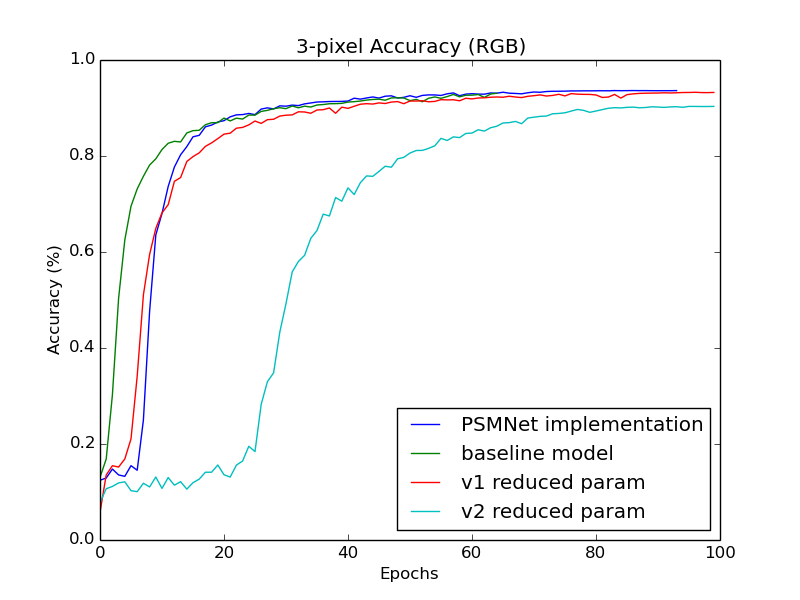 3-pixel Accuracy (RGB)
1.0
0.8
0.6
0.4
0.2
0.0
Accuracy (%)
PSMNet implementation
baseline model
v1 reduced param
v2 reduced param
0 20 40 60 80 100
Epochs